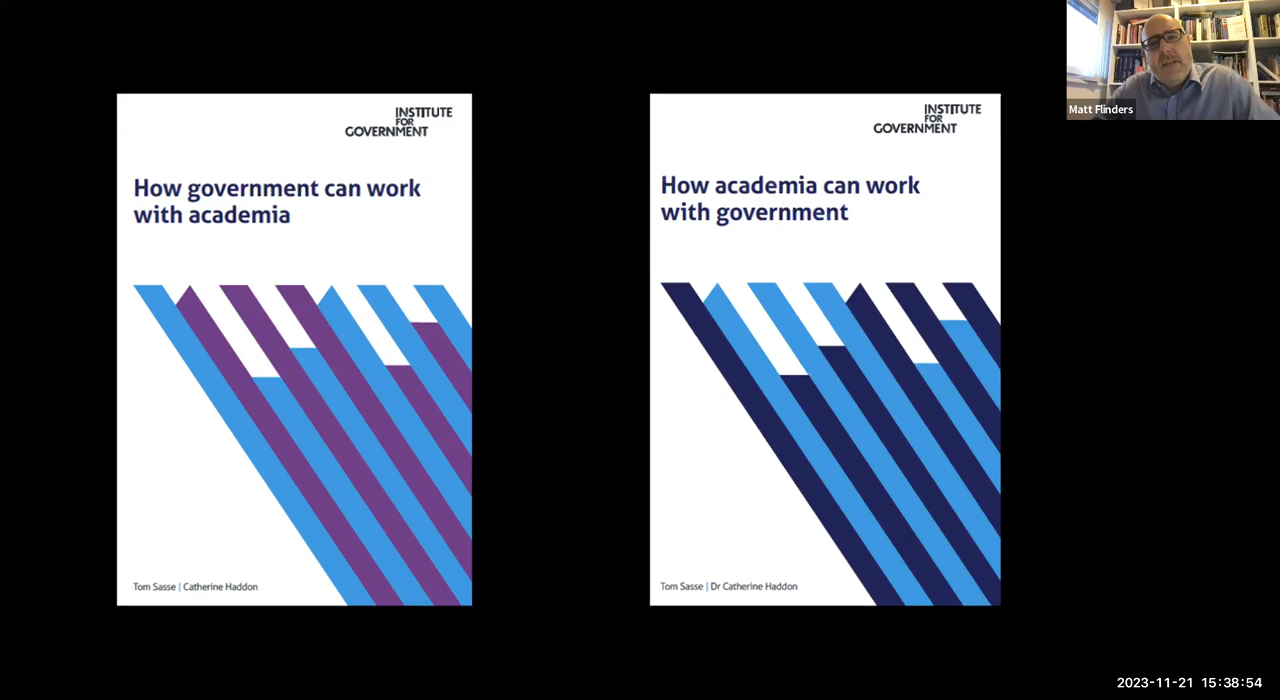 INSTITUTE
FOR
GOVERNMENT
How government can work
with academia
Tom Sasse | Catherine Haddon
INSTITUTE
FOR
GOVERNMENT
How academia can work
with government
Tom Sasse | Dr Catherine Haddon
Matt Flinders
2023-11-21 15:38:54